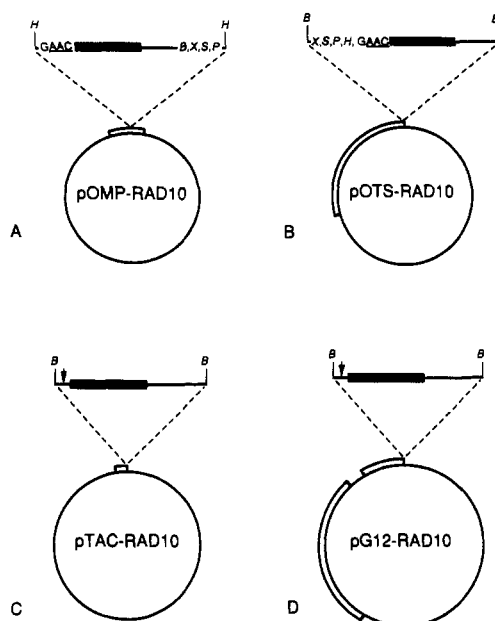 H H
GAAC B,X,S,P
pOMP-RAD10
A
B B
X,S,P,H, GAAC
pOTS-RAD10
B
B B
pTAC-RAD10
C
B B
pG12-RAD10
D